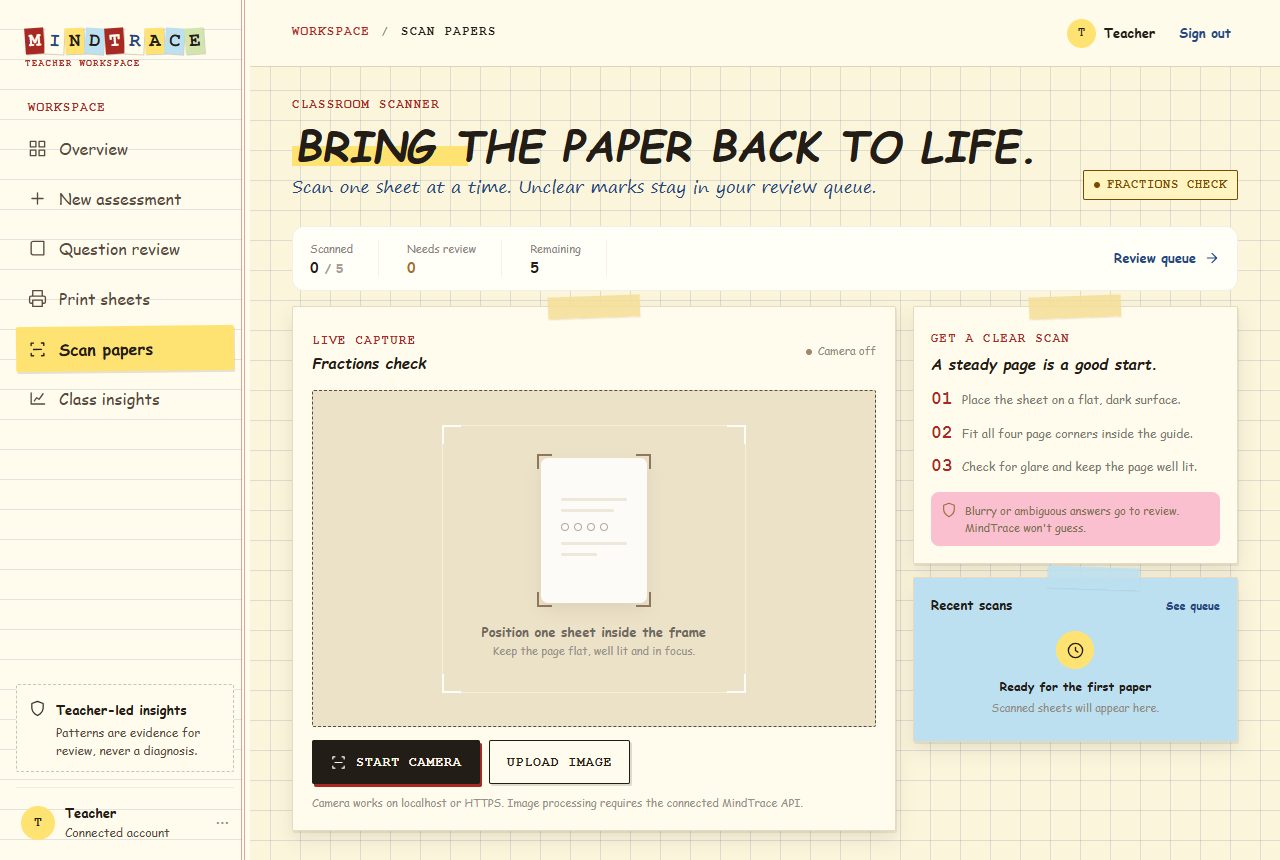 MINDTRACE
TEACHER WORKSPACE
WORKSPACE
Overview
New assessment
Question review
Print sheets
Scan papers
Class insights
Teacher-led insights
Patterns are evidence for
review, never a diagnosis.
T
Teacher
Connected account
WORKSPACE / SCAN PAPERS
T Teacher Sign out
CLASSROOM SCANNER
BRING THE PAPER BACK TO LIFE.
Scan one sheet at a time. Unclear marks stay in your review queue.
FRACTIONS CHECK
Scanned Needs review Remaining
0 / 5 0 5
Review queue
LIVE CAPTURE
Fractions check
Camera off
Position one sheet inside the frame
Keep the page flat, well lit and in focus.
START CAMERA UPLOAD IMAGE
Camera works on localhost or HTTPS. Image processing requires the connected MindTrace API.
GET A CLEAR SCAN
A steady page is a good start.
01 Place the sheet on a flat, dark surface.
02 Fit all four page corners inside the guide.
03 Check for glare and keep the page well lit.
Blurry or ambiguous answers go to review.
MindTrace won't guess.
Recent scans See queue
Ready for the first paper
Scanned sheets will appear here.